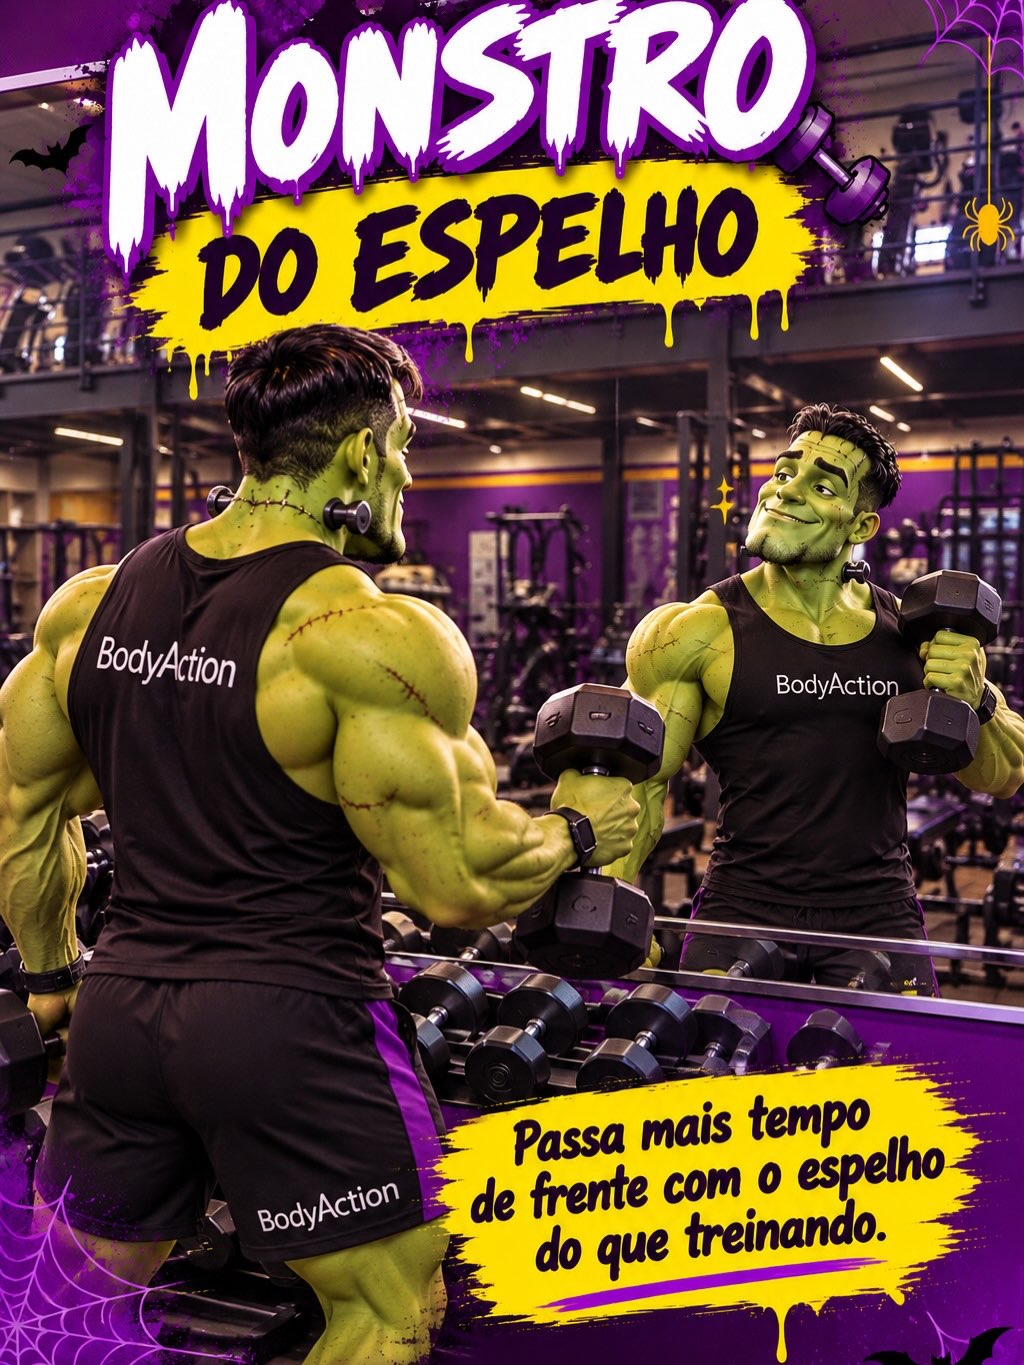 MONSTRO
DO ESPELHO
BodyAction
BodyAction
BodyAction
Passa mais tempo
de frente com o espelho
do que treinando.